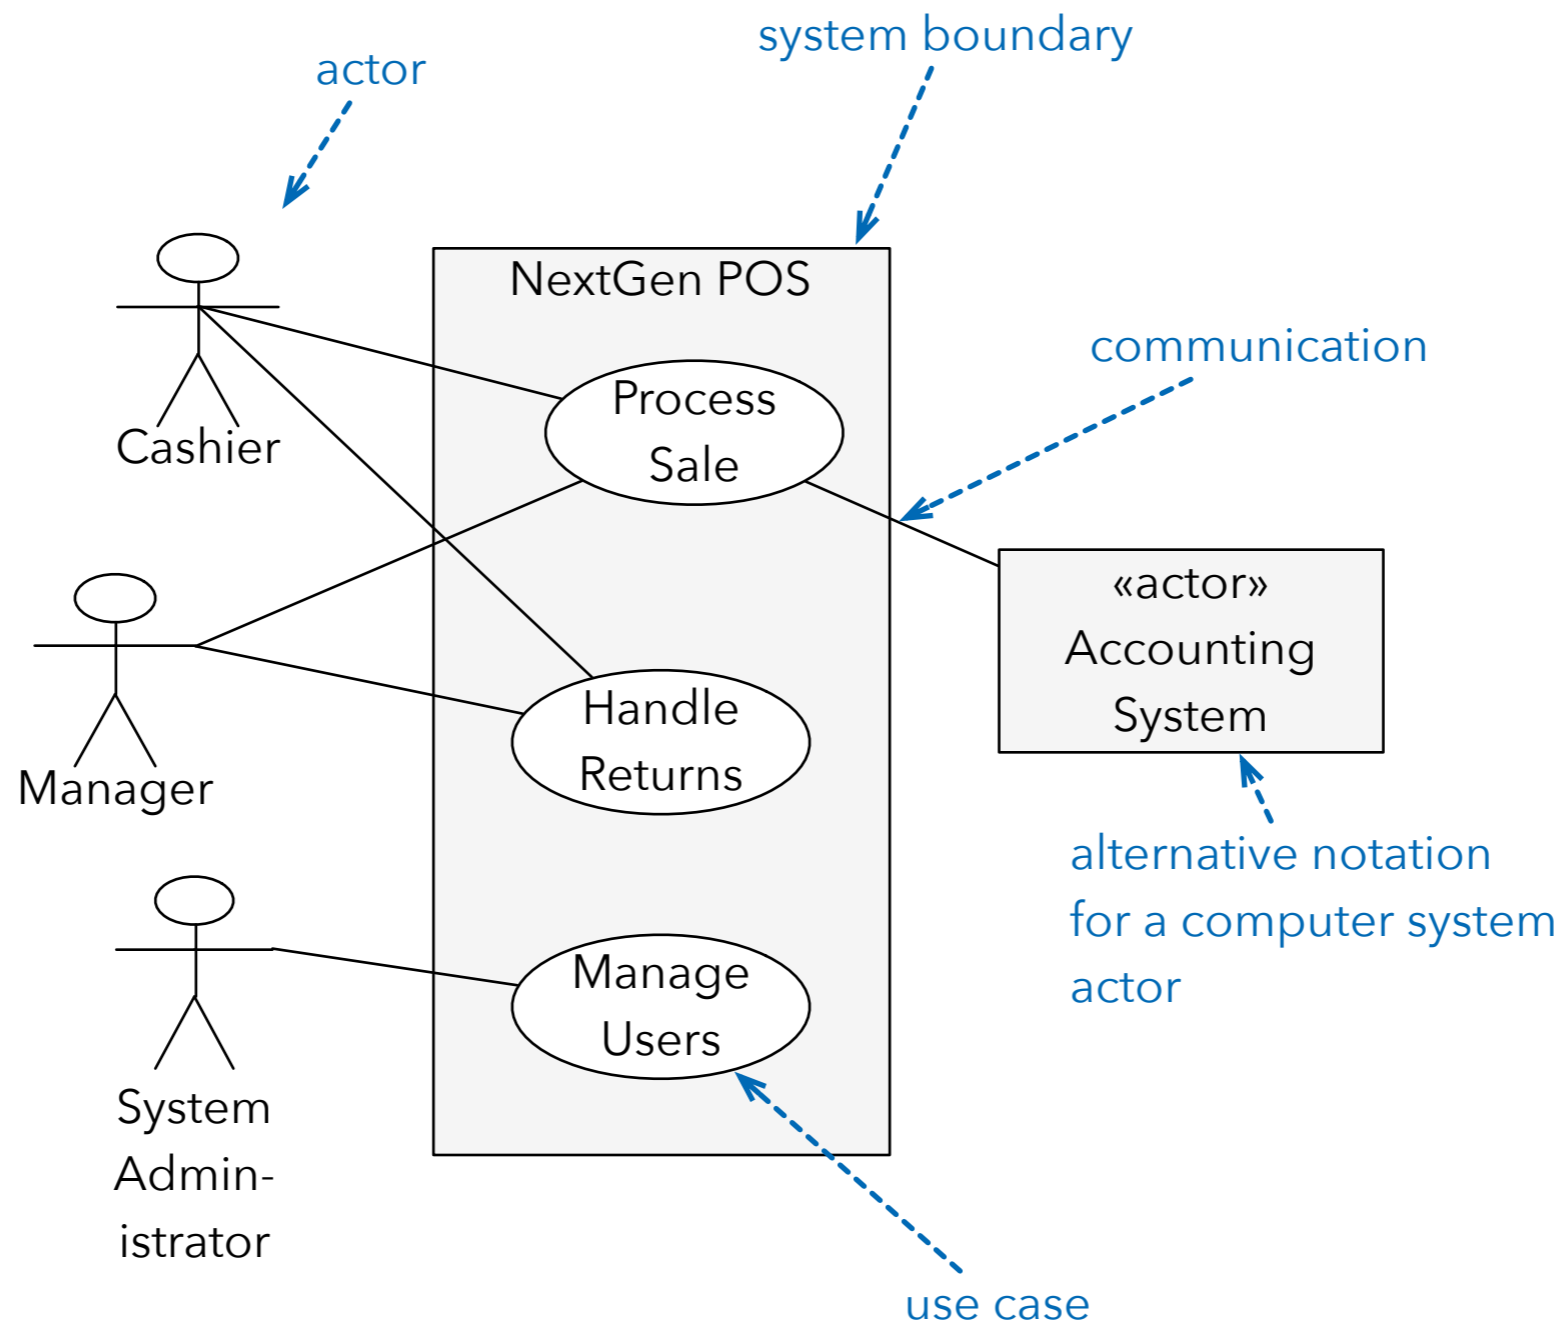 system boundary
actor
NextGen POS
communication
Process
Sale
Cashier
«actor»
Accounting
System
Handle
Returns
Manager
alternative notation
for a computer system
actor
Manage
Users
System
Admin-
istrator
use case